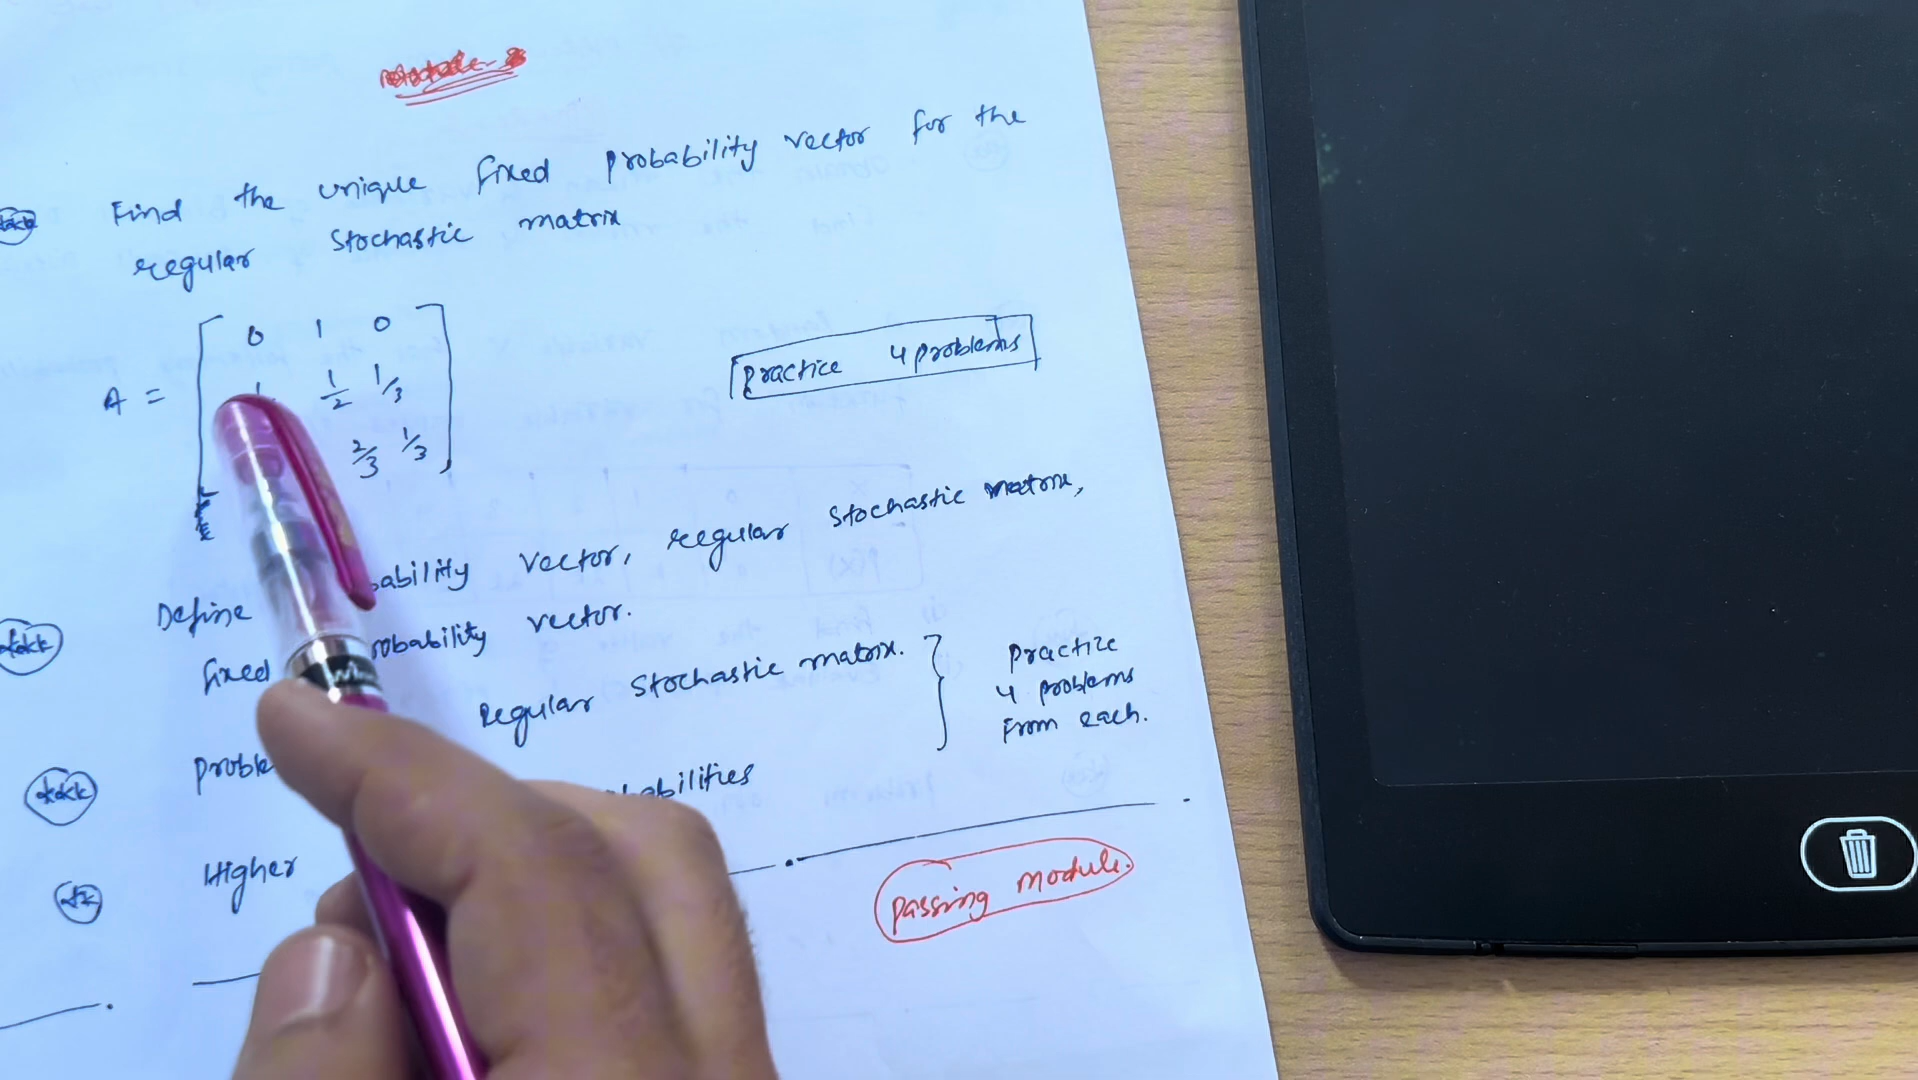 Find the unique fixed probability vector for the
regular stochastic matrix
0 1 0
A = 1/2 1/3
2/3 1/3
Practice 4 problems
Define vector, regular stochastic matrix,
fixed vector.
Regular stochastic matrix.
Practice
4 problems
From each.
Higher
Passing module.